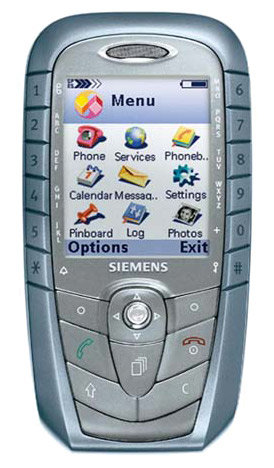 Menu
Phone Services Phoneb..
Calendar Messag.. Settings
Pinboard Log Photos
Options Exit
SIEMENS
1
2
ABC
3
DEF
4
GHI
5
JKL
*
6
MNO
7
PQRS
8
TUV
9
WXYZ
0
+
#
C